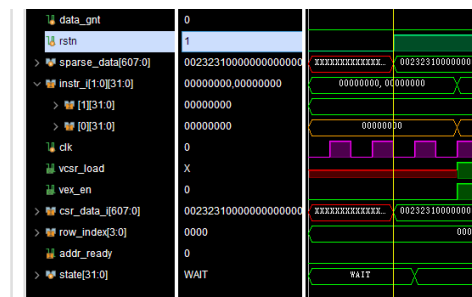 data_gnt 0
rstn 1
sparse_data[607:0] 00232310000000000000 XXXXXXXXXXXXX... 00232310000000
instr_i[1:0][31:0] 00000000,00000000 00000000, 00000000
[1][31:0] 00000000
[0][31:0] 00000000 00000000
clk 0
vcsr_load X
vex_en 0
csr_data_i[607:0] 00232310000000000000 XXXXXXXXXXXXX... 00232310000000
row_index[3:0] 0000 000
addr_ready 0
state[31:0] WAIT WAIT